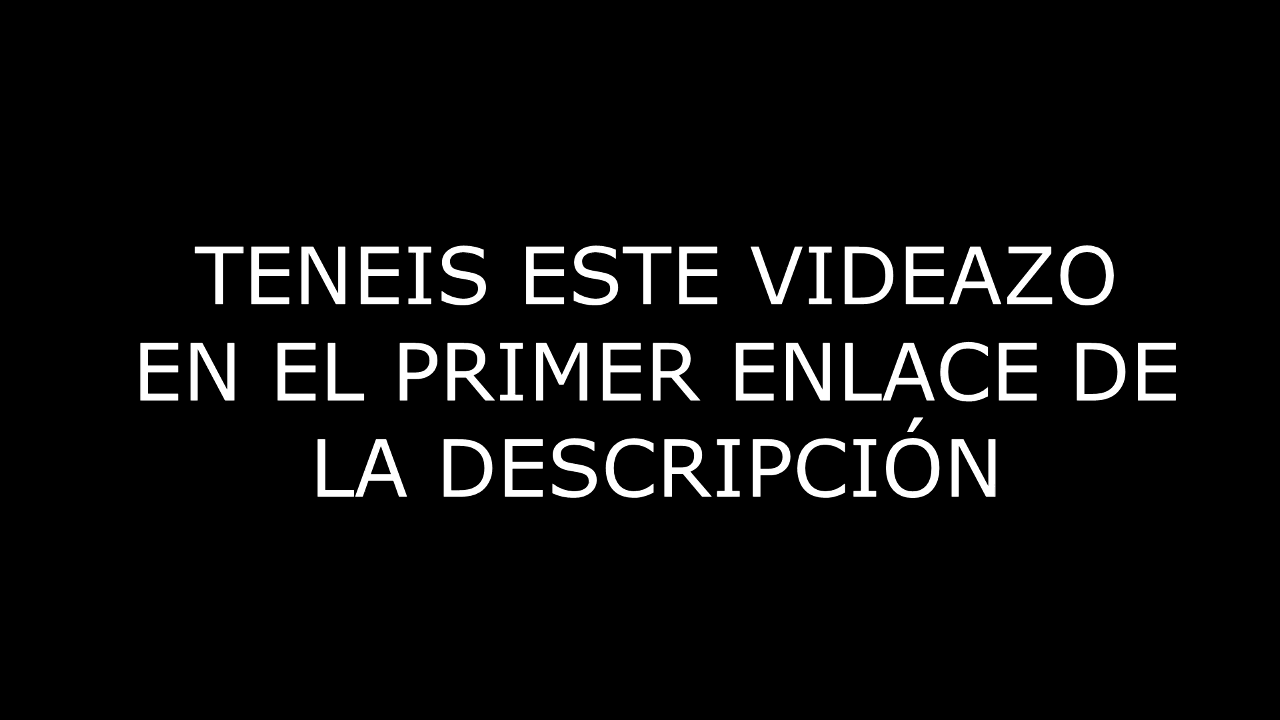 TENEIS ESTE VIDEAZO
EN EL PRIMER ENLACE DE
LA DESCRIPCIÓN